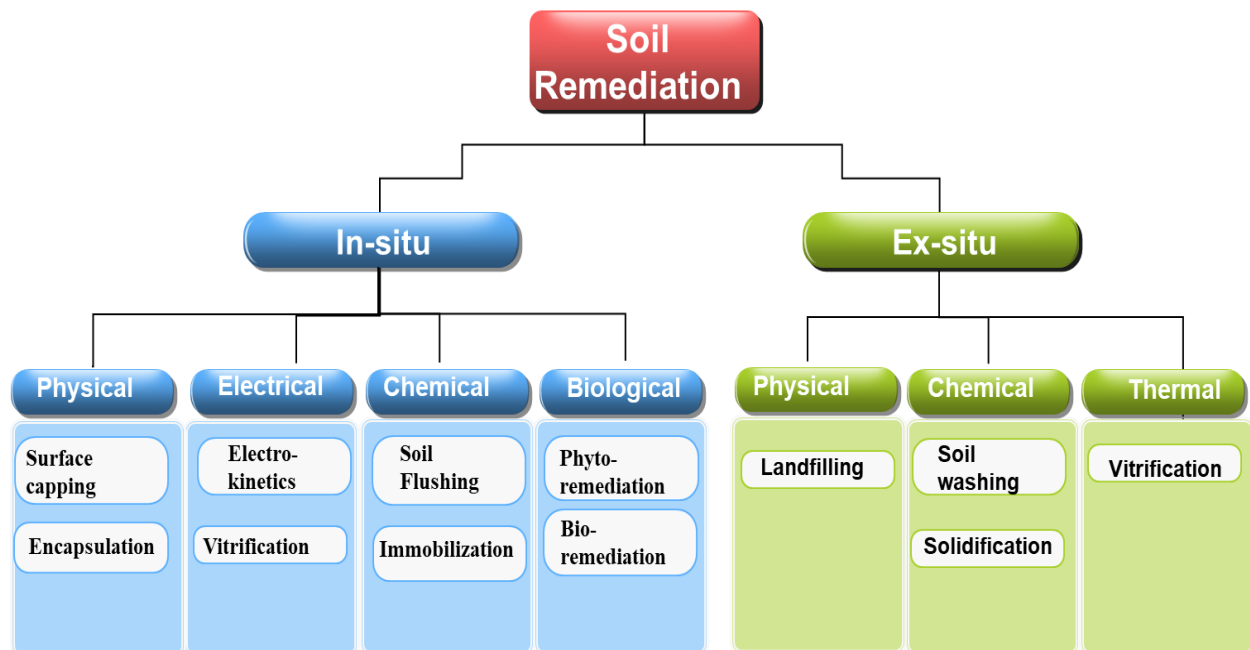 Soil
Remediation
In-situ
Ex-situ
Physical
Electrical
Chemical
Biological
Physical
Chemical
Thermal
Surface
capping
Encapsulation
Electro-
kinetics
Vitrification
Soil
Flushing
Immobilization
Phyto-
remediation
Bio-
remediation
Landfilling
Soil
washing
Solidification
Vitrification